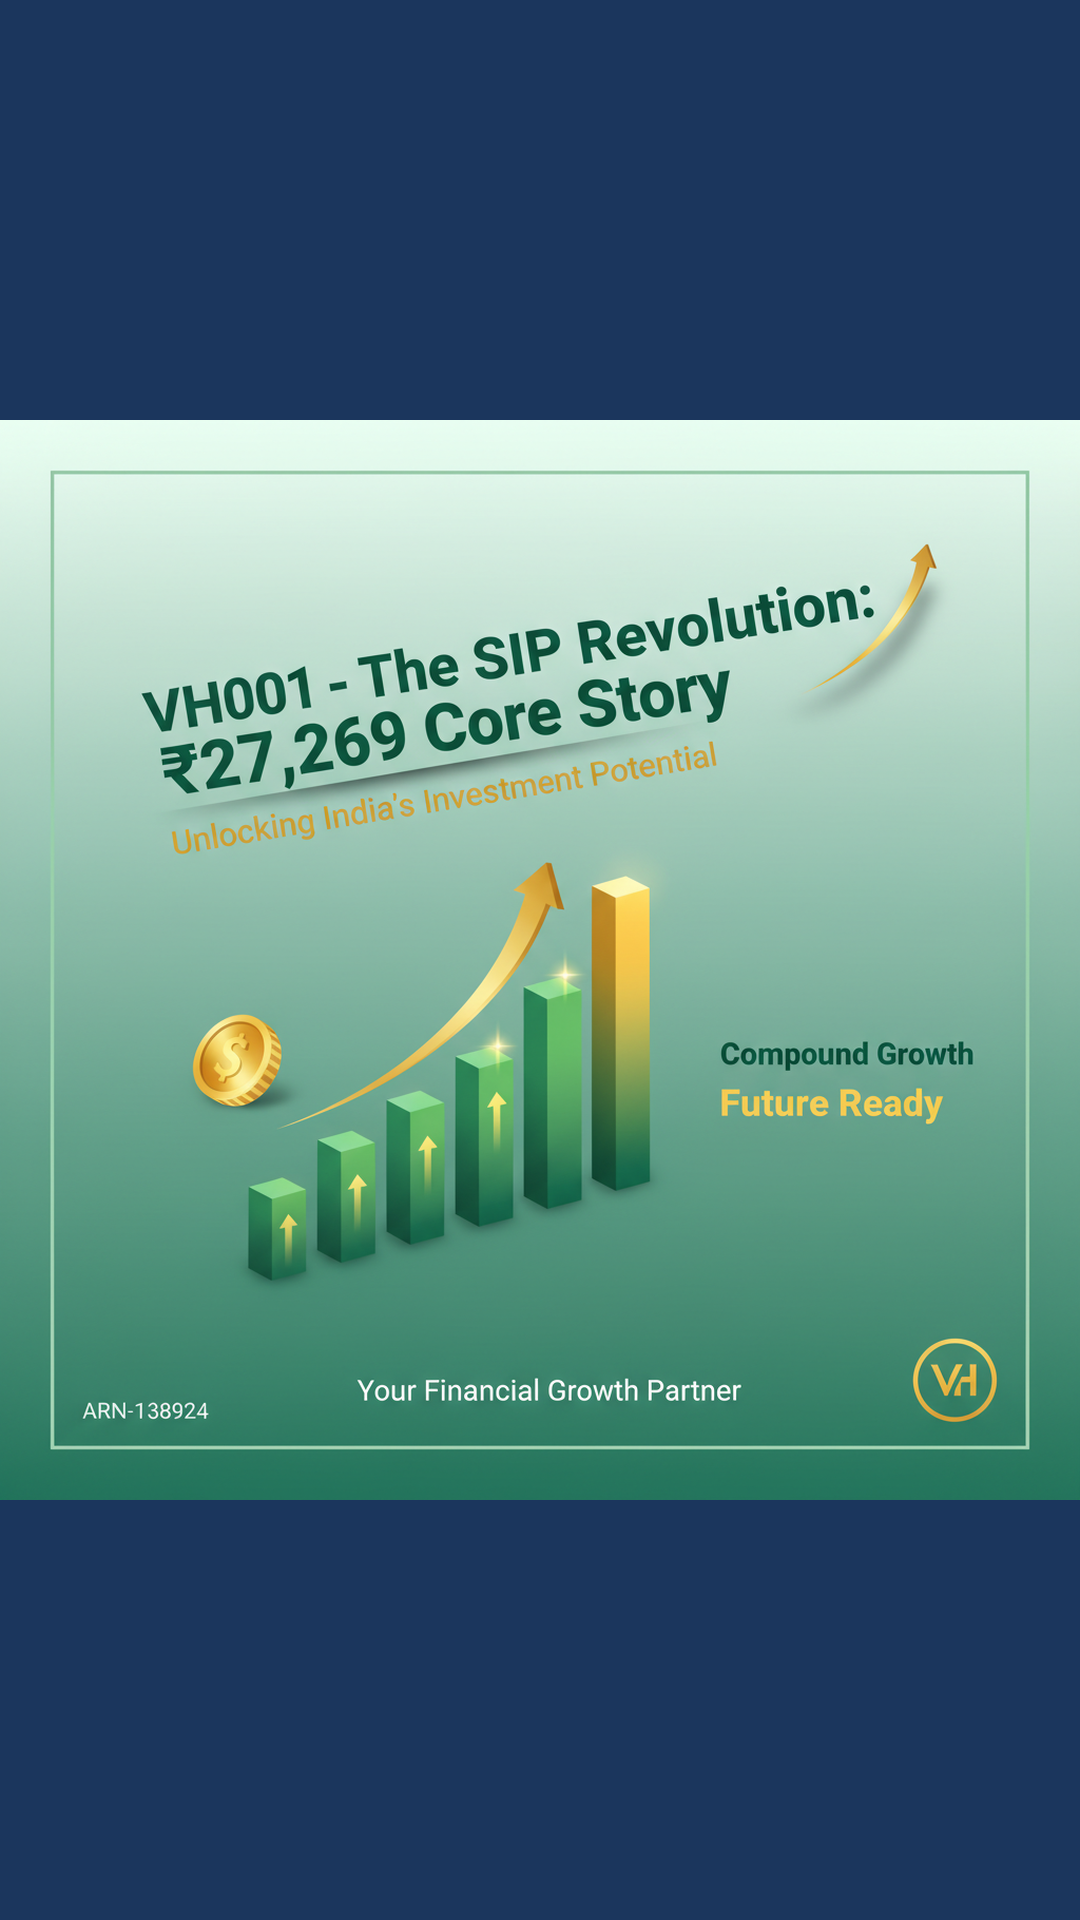 VH001 - The SIP Revolution:
₹27,269 Core Story
Unlocking India's Investment Potential
$
Compound Growth
Future Ready
Your Financial Growth Partner
ARN-138924
VH